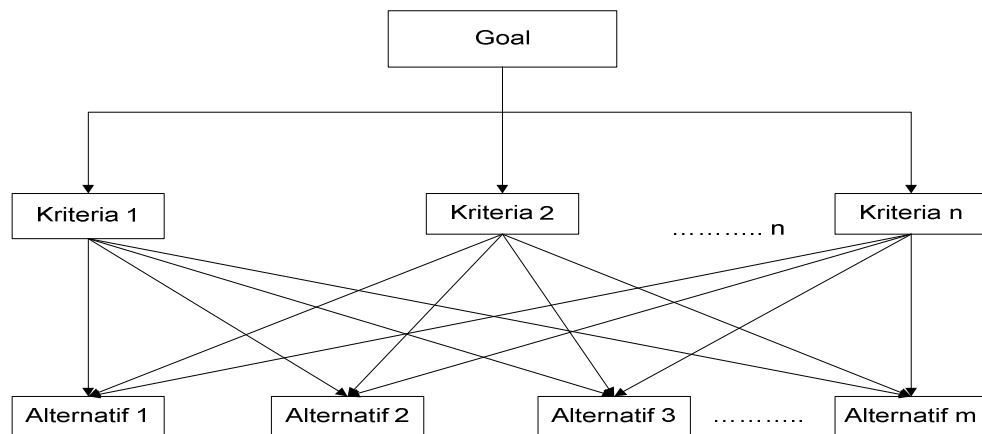 Goal
Kriteria 1
Kriteria 2
……….. n
Kriteria n
Alternatif 1
Alternatif 2
Alternatif 3
………..
Alternatif m